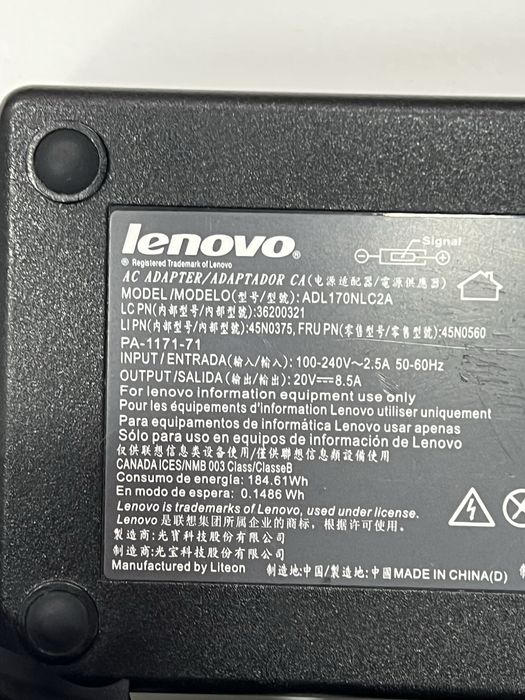 lenovo®
® Registered Trademark of Lenovo
Signal
AC ADAPTER/ADAPTADOR CA(电源适配器/電源供應器)
MODEL/MODELO(型号/型號): ADL170NLC2A
LC PN(内部型号/内部型號):36200321
LI PN(内部型号/内部型號):45N0375, FRU PN(零售型号/零售型號):45N0560
PA-1171-71
INPUT/ENTRADA(输入/輸入): 100-240V~2.5A 50-60Hz
OUTPUT/SALIDA(输出/輸出): 20V⎓8.5A
For lenovo information equipment use only
Pour les équipements d'information Lenovo utiliser uniquement
Para equipamentos de informática Lenovo usar apenas
Sólo para uso en equipos de información de Lenovo
仅供联想信息类设备使用/僅供聯想信息類設備使用
CANADA ICES/NMB 003 Class/ClasseB
Consumo de energía: 184.61Wh
En modo de espera: 0.1486 Wh
Lenovo is trademarks of Lenovo, used under license.
Lenovo 是联想集团所属企业的商标，根据许可使用。
製造商:光寶科技股份有限公司
制造商:光宝科技股份有限公司
Manufactured by Liteon 制造地:中国/製造地:中國 MADE IN CHINA(D)